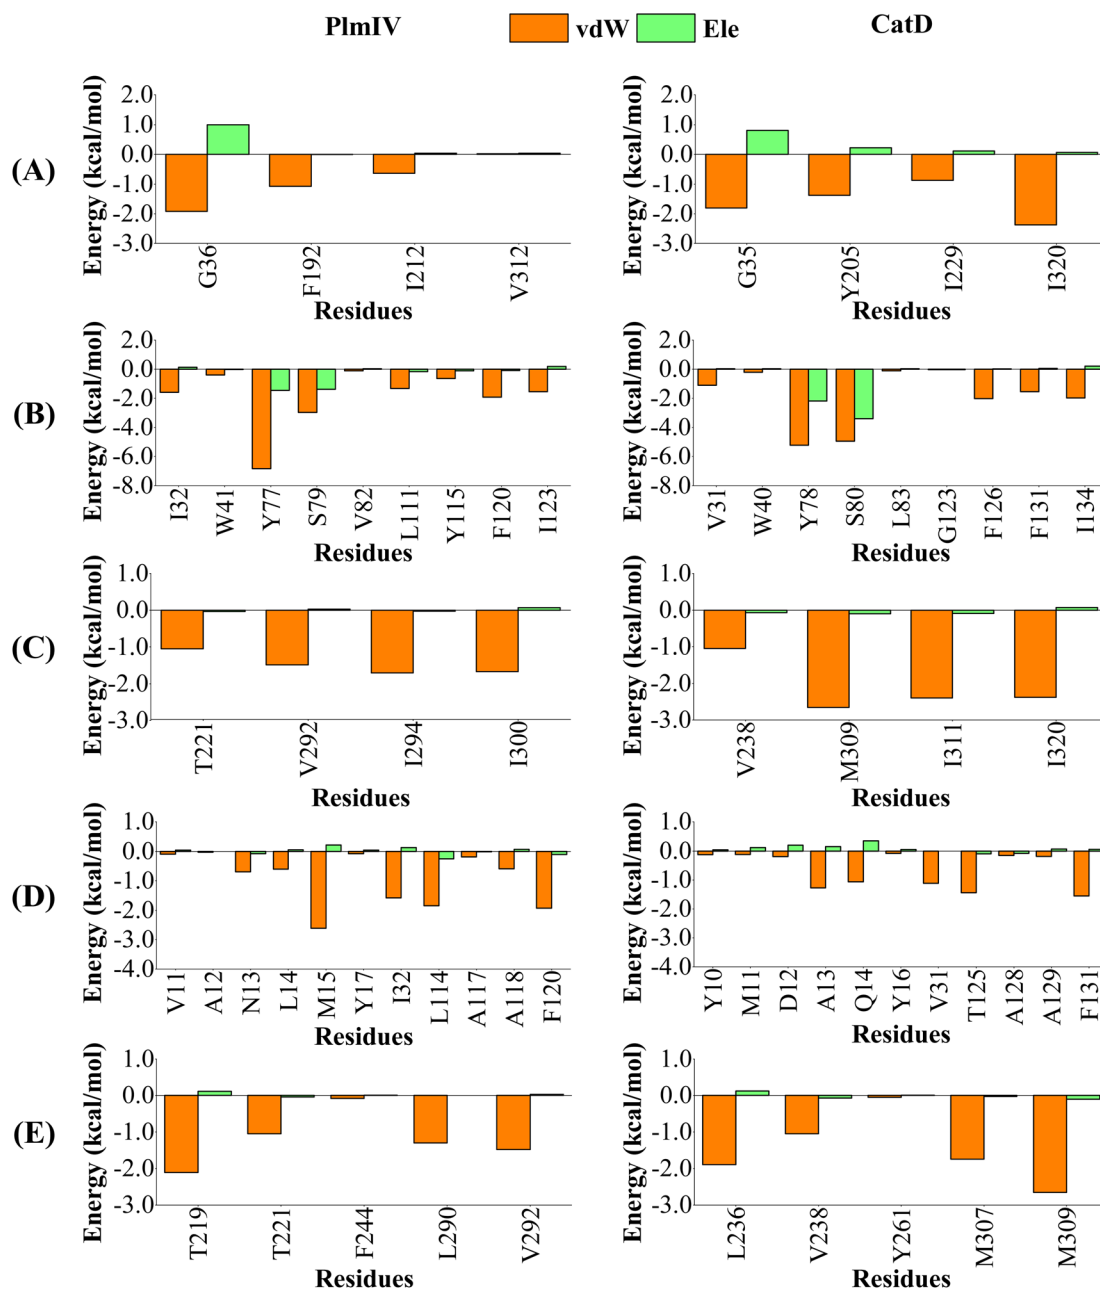 PlmIV vdW Ele CatD
(A)
Energy (kcal/mol)
2.0
1.0
0.0
-1.0
-2.0
-3.0
G36 F192 I212 V312
Residues
Energy (kcal/mol)
2.0
1.0
0.0
-1.0
-2.0
-3.0
G35 Y205 I229 I320
Residues
(B)
Energy (kcal/mol)
2.0
0.0
-2.0
-4.0
-6.0
-8.0
I32 W41 Y77 S79 V82 L111 Y115 F120 I123
Residues
Energy (kcal/mol)
2.0
0.0
-2.0
-4.0
-6.0
-8.0
V31 W40 Y78 S80 L83 G123 F126 F131 I134
Residues
(C)
Energy (kcal/mol)
1.0
0.0
-1.0
-2.0
-3.0
T221 V292 I294 I300
Residues
Energy (kcal/mol)
1.0
0.0
-1.0
-2.0
-3.0
V238 M309 I311 I320
Residues
(D)
Energy (kcal/mol)
1.0
0.0
-1.0
-2.0
-3.0
-4.0
V11 A12 N13 L14 M15 Y17 I32 L114 A117 A118 F120
Residues
Energy (kcal/mol)
1.0
0.0
-1.0
-2.0
-3.0
-4.0
Y10 M11 D12 A13 Q14 Y16 V31 T125 A128 A129 F131
Residues
(E)
Energy (kcal/mol)
1.0
0.0
-1.0
-2.0
-3.0
T219 T221 F244 L290 V292
Residues
Energy (kcal/mol)
1.0
0.0
-1.0
-2.0
-3.0
L236 V238 Y261 M307 M309
Residues